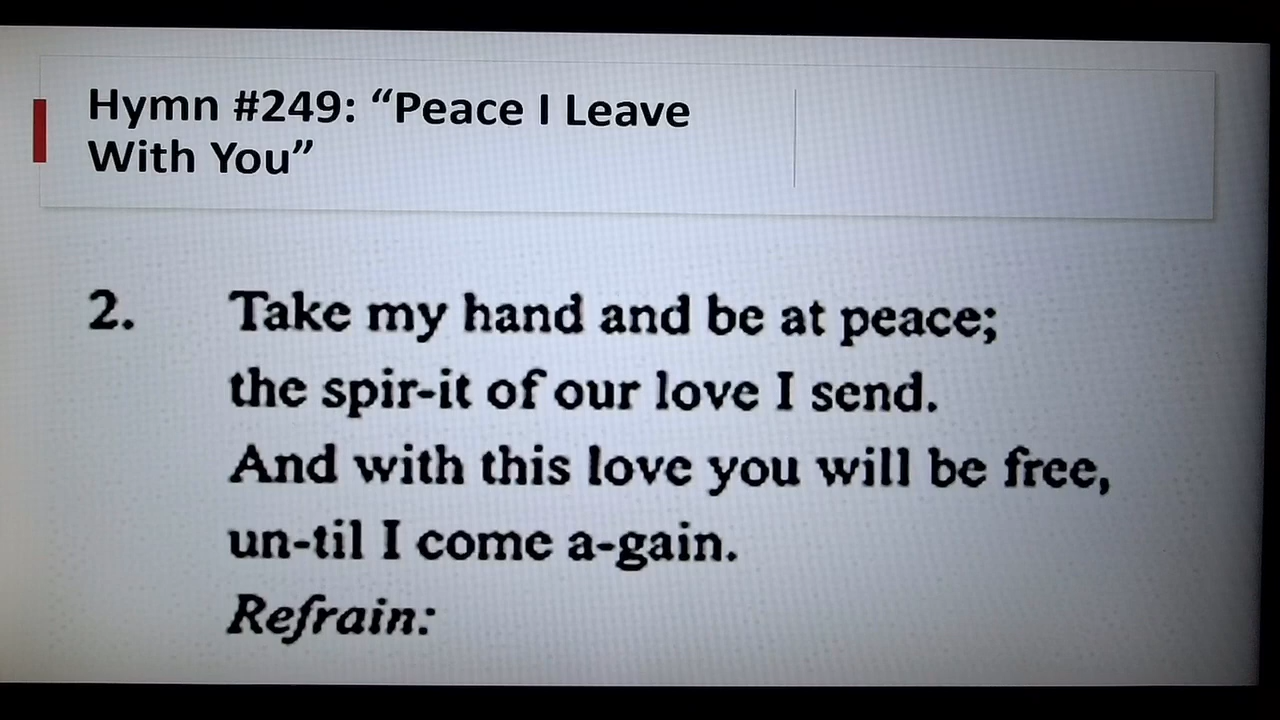 Hymn #249: “Peace I Leave
With You”
2. Take my hand and be at peace;
the spir-it of our love I send.
And with this love you will be free,
un-til I come a-gain.
Refrain: